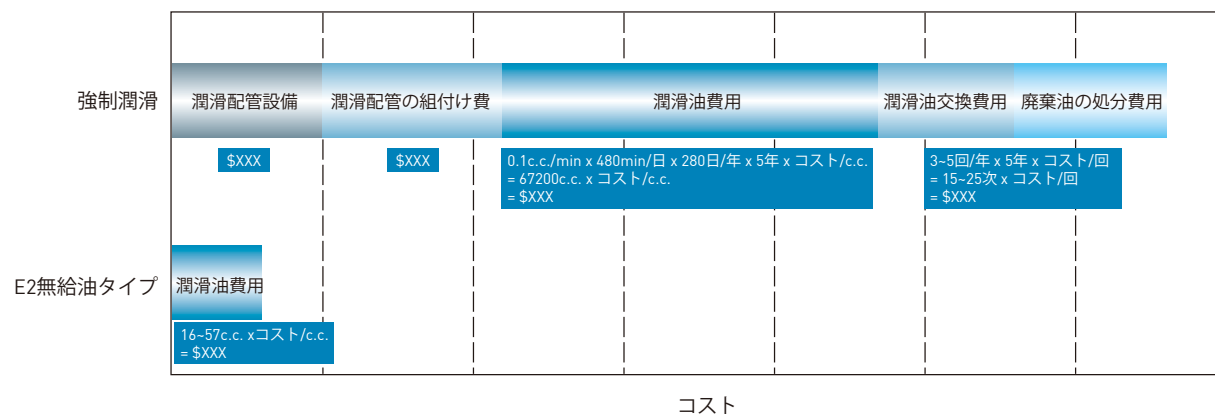 強制潤滑
潤滑配管設備
潤滑配管の組付け費
潤滑油費用
潤滑油交換費用
廃棄油の処分費用
$XXX
$XXX
0.1c.c./min x 480min/日 x 280日/年 x 5年 x コスト/c.c.
= 67200c.c. x コスト/c.c.
= $XXX
3~5回/年 x 5年 x コスト/回
= 15~25次 x コスト/回
= $XXX
E2無給油タイプ
潤滑油費用
16~57c.c. xコスト/c.c.
= $XXX
コスト